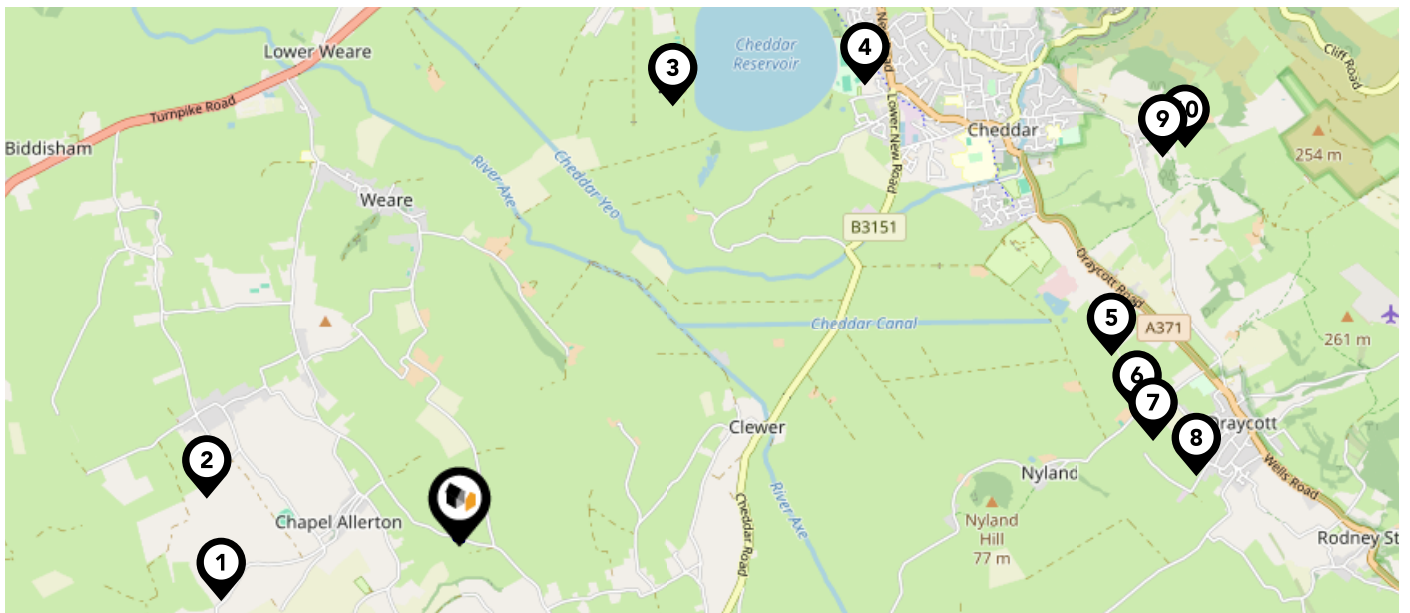 Lower Weare
Turnpike Road
Biddisham
Weare
River Axe
Cheddar Yeo
3
Cheddar
Reservoir
4
Lower New Road
Cheddar
B3151
Cliff Road
9
0
254 m
Draycott Road
A371
261 m
Cheddar Canal
5
6
7
8
Draycott
Clewer
Nyland
Wells Road
2
Chapel Allerton
1
Cheddar Road
River Axe
Nyland
Hill
77 m
Rodney St